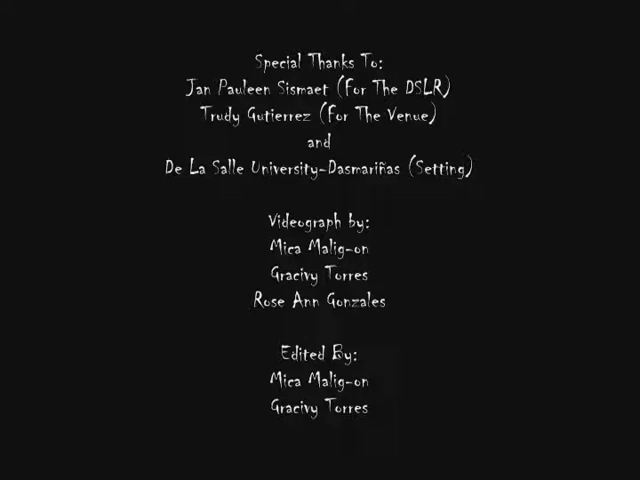 Special Thanks To:
Jan Pauleen Sismaet (For The DSLR)
Trudy Gutierrez (For The Venue)
and
De La Salle University-Dasmariñas (Setting)
Videograph by:
Mica Malig-on
Gracivy Torres
Rose Ann Gonzales
Edited By:
Mica Malig-on
Gracivy Torres